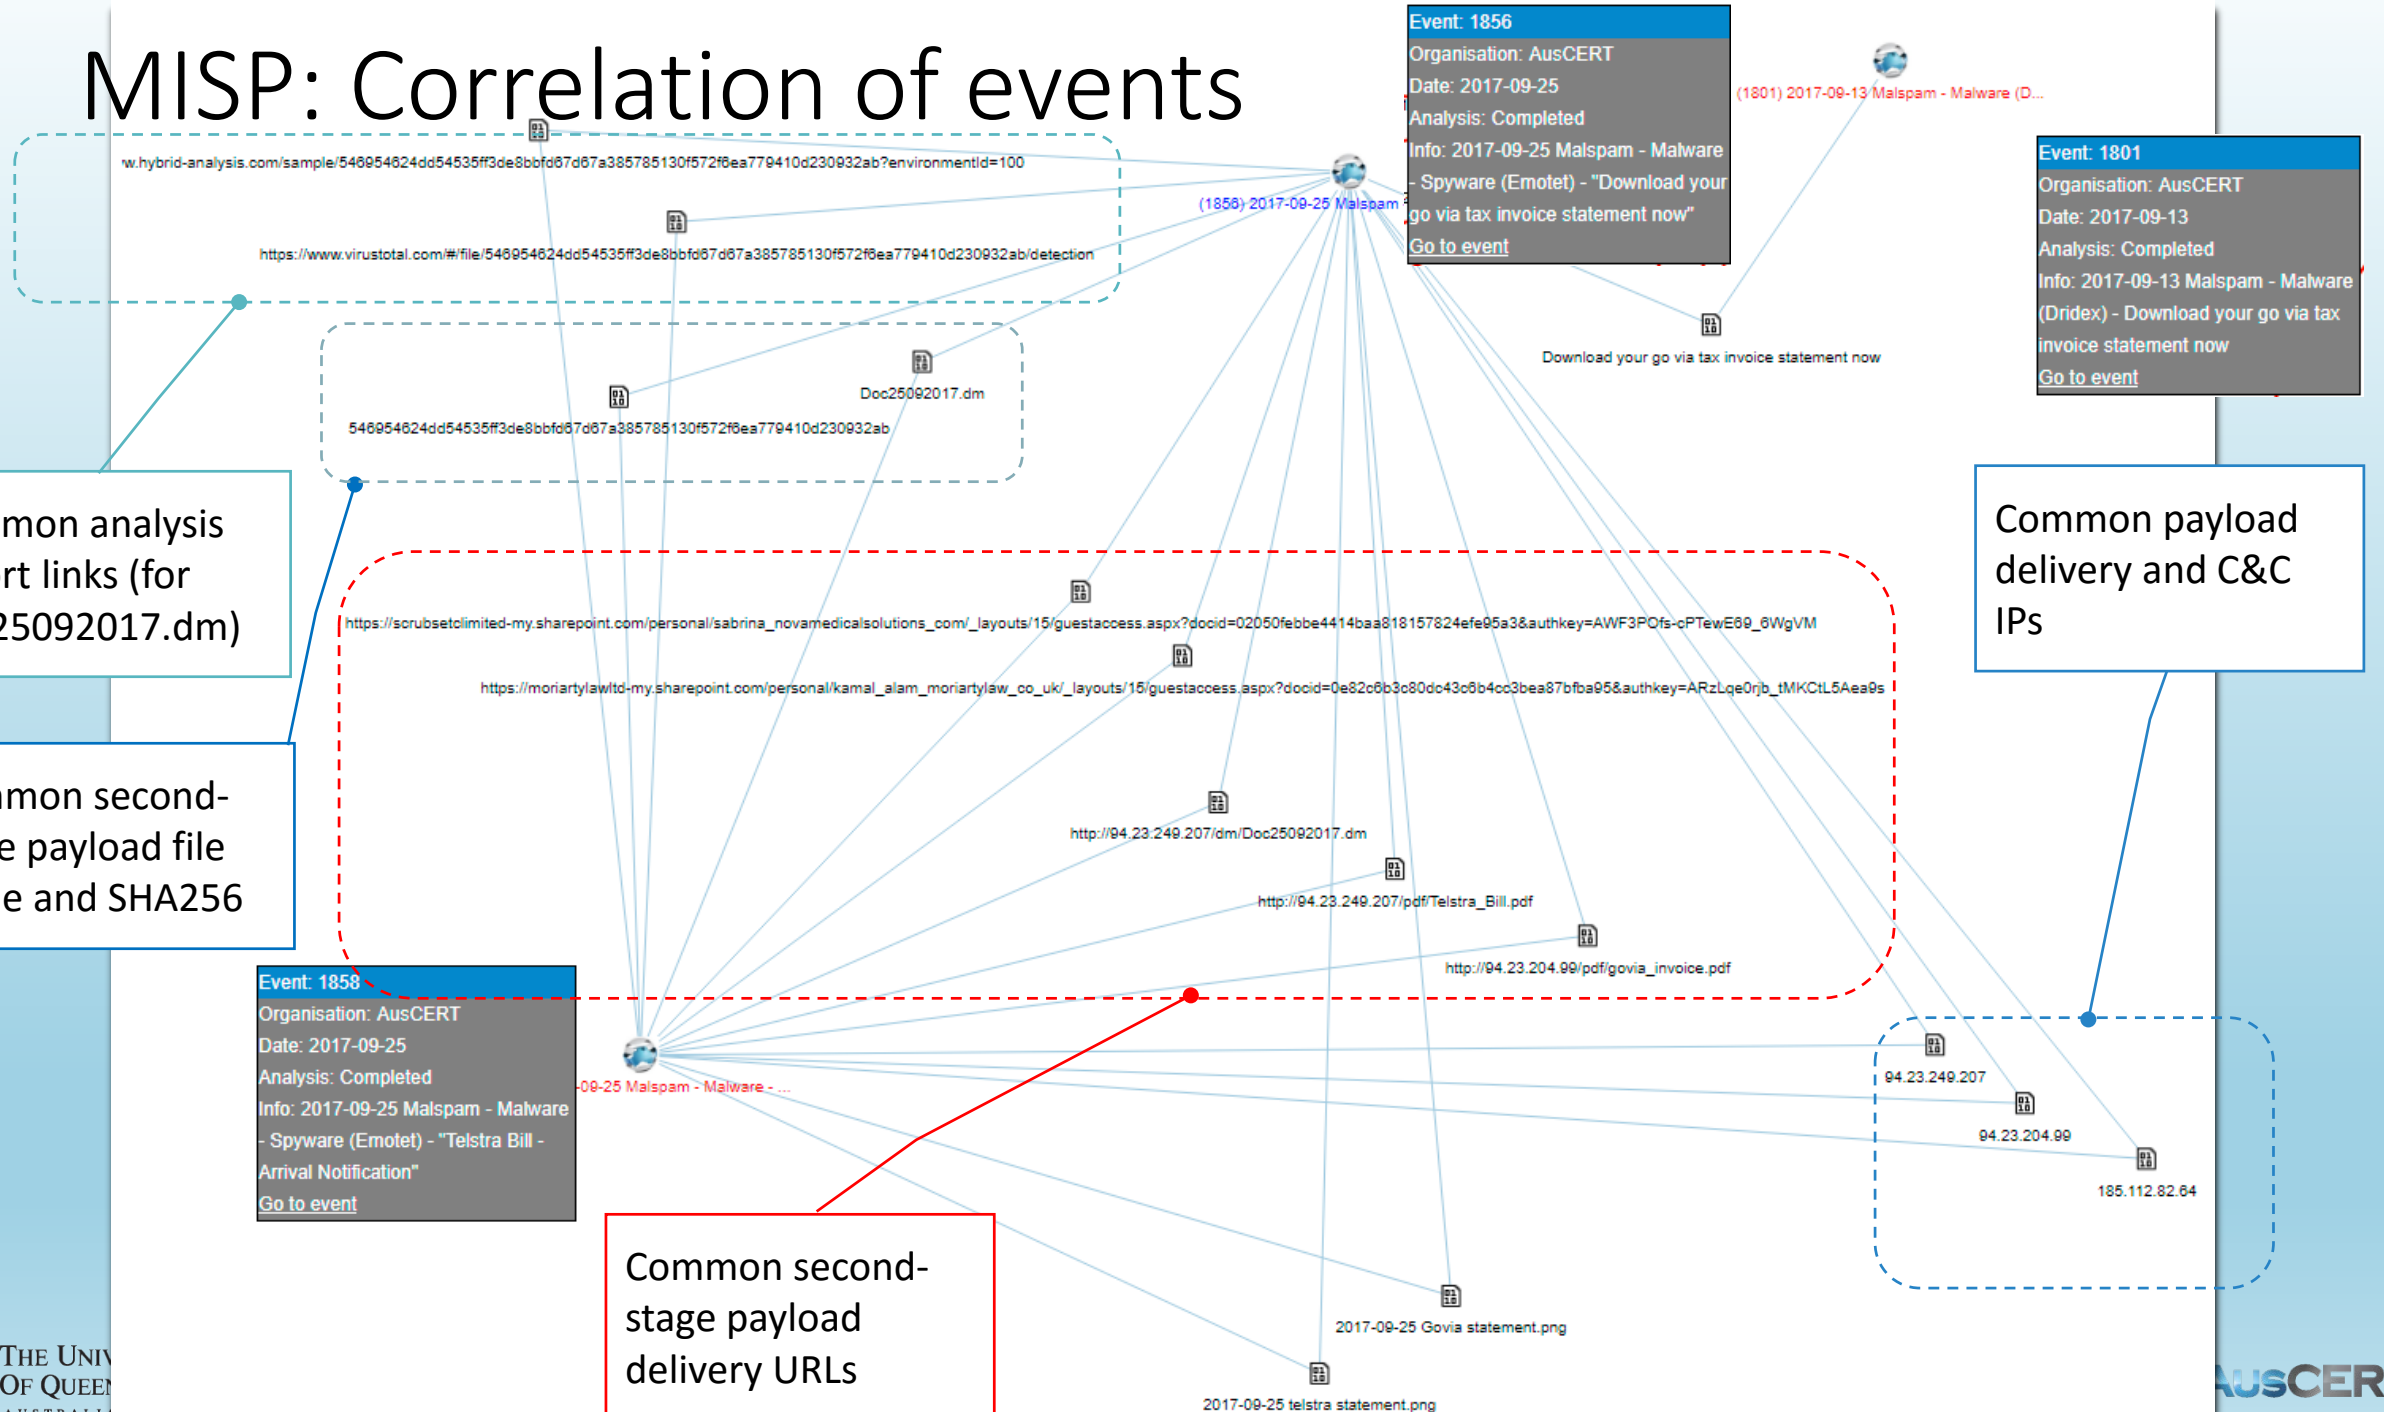 MISP: Correlation of events
Event: 1856
Organisation: AusCERT
Date: 2017-09-25
Analysis: Completed
Info: 2017-09-25 Malspam - Malware
- Spyware (Emotet) - "Download your
go via tax invoice statement now"
Go to event
(1801) 2017-09-13 Malspam - Malware (D...
Event: 1801
Organisation: AusCERT
Date: 2017-09-13
Analysis: Completed
Info: 2017-09-13 Malspam - Malware
(Dridex) - Download your go via tax
invoice statement now
Go to event
w.hybrid-analysis.com/sample/546954624dd54535ff3de8bbfd67d67a385785130f572f6ea779410d230932ab?environmentId=100
(1856) 2017-09-25 Malspam
https://www.virustotal.com/#/file/546954624dd54535ff3de8bbfd67d67a385785130f572f6ea779410d230932ab/detection
Download your go via tax invoice statement now
Doc25092017.dm
546954624dd54535ff3de8bbfd67d67a385785130f572f6ea779410d230932ab
mon analysis
rt links (for
25092017.dm)
Common payload
delivery and C&C
IPs
https://scrubsetclimited-my.sharepoint.com/personal/sabrina_novamedicalsolutions_com/_layouts/15/guestaccess.aspx?docid=02050febbe4414baa818157824efe95a3&authkey=AWF3POfs-cPTewE69_6WgVM
https://moriartylawltd-my.sharepoint.com/personal/kamal_alam_moriartylaw_co_uk/_layouts/15/guestaccess.aspx?docid=0e82c6b3c80dc43c6b4cc3bea87bfba95&authkey=ARzLqe0rjb_tMKCtL5Aea9s
mon second-
e payload file
e and SHA256
http://94.23.249.207/dm/Doc25092017.dm
http://94.23.249.207/pdf/Telstra_Bill.pdf
http://94.23.204.99/pdf/govia_invoice.pdf
Event: 1858
Organisation: AusCERT
Date: 2017-09-25
Analysis: Completed
Info: 2017-09-25 Malspam - Malware
- Spyware (Emotet) - "Telstra Bill -
Arrival Notification"
Go to event
-09-25 Malspam - Malware - ...
94.23.249.207
94.23.204.99
185.112.82.64
Common second-
stage payload
delivery URLs
2017-09-25 Govia statement.png
2017-09-25 telstra statement.png
THE UNIV
OF QUEEN
AUSCER